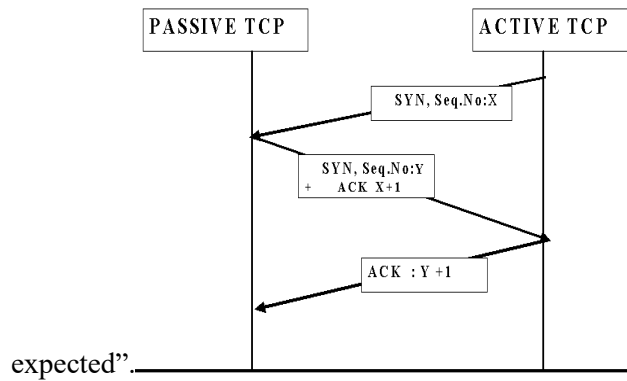 PASSIVE TCP
ACTIVE TCP
SYN, Seq.No:X
SYN, Seq.No:Y
+ ACK X+1
ACK : Y +1
expected”.